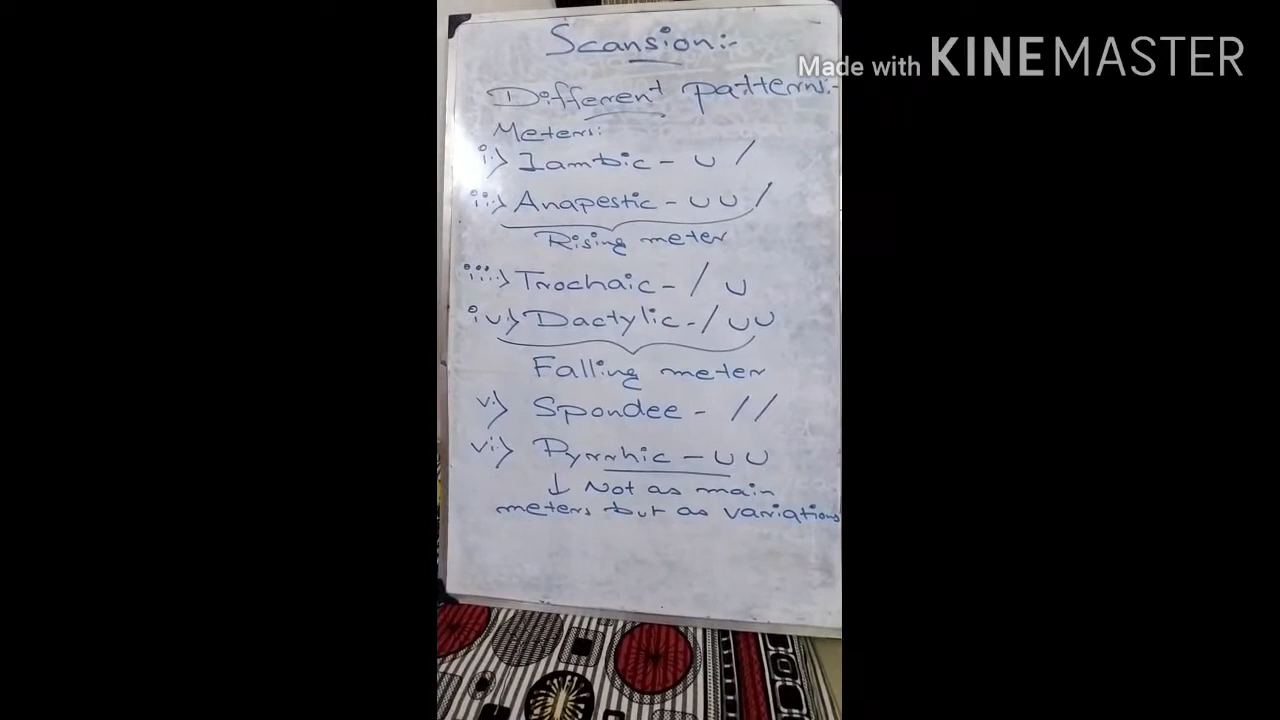 Scansion:-
Made with KINEMASTER
Different patterns:-
Meters:
i.) Iambic - ∪ /
ii.) Anapestic - ∪ ∪ /
Rising meter
iii.) Trochaic - / ∪
iv.) Dactylic - / ∪ ∪
Falling meter
v.) Spondee - / /
vi.) Pyrrhic - ∪ ∪
↓ Not as main
meters but as variations